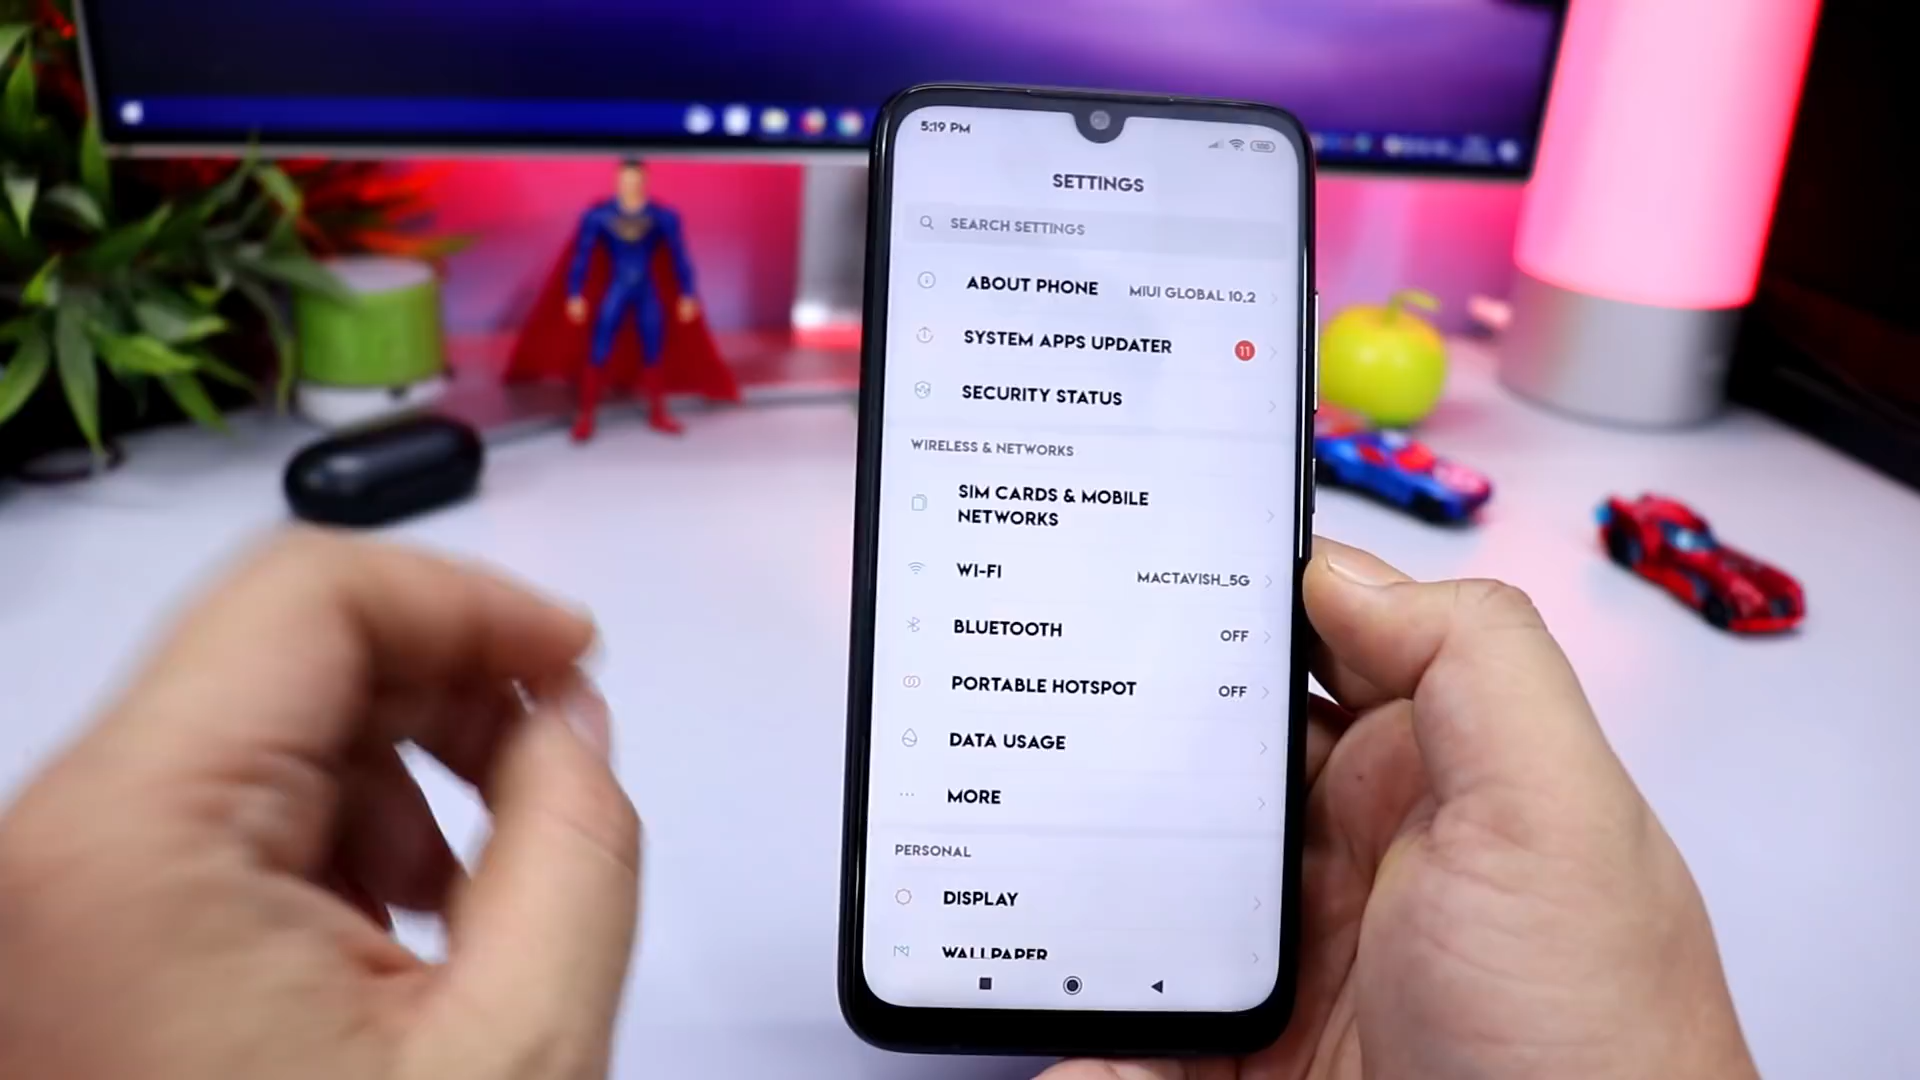 5:19 PM
100
SETTINGS
SEARCH SETTINGS
ABOUT PHONE MIUI GLOBAL 10.2
SYSTEM APPS UPDATER 11
SECURITY STATUS
WIRELESS & NETWORKS
SIM CARDS & MOBILE
NETWORKS
WI-FI MACTAVISH_5G
BLUETOOTH OFF
PORTABLE HOTSPOT OFF
DATA USAGE
MORE
PERSONAL
DISPLAY
WALLPAPER